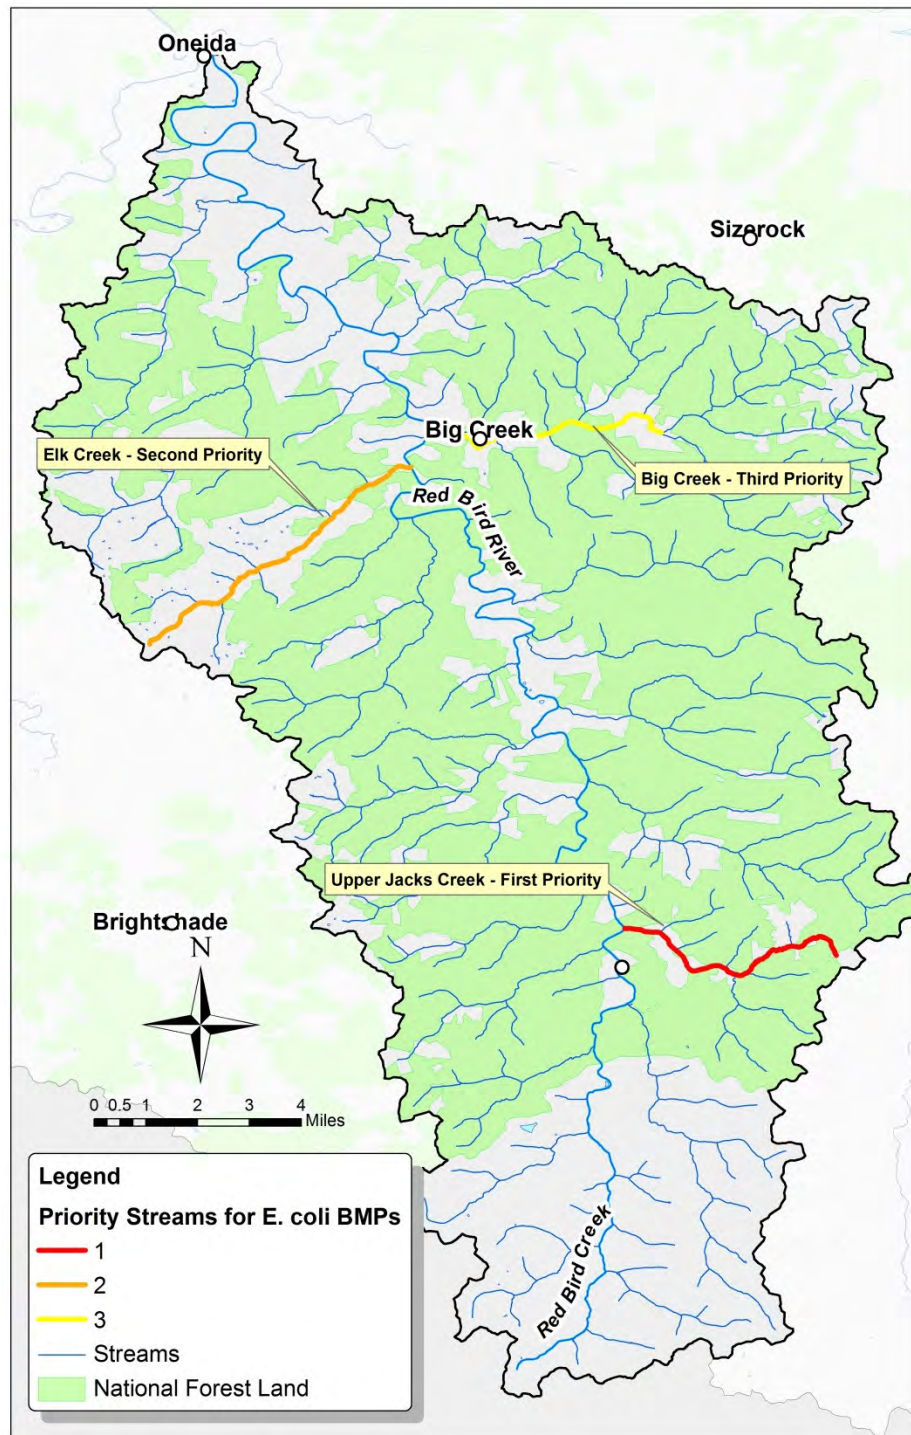 Oneida
Sizerock
Big Creek
Elk Creek - Second Priority
Big Creek - Third Priority
Red Bird River
Upper Jacks Creek - First Priority
Brightshade
N
0 0.5 1 2 3 4
Miles
Red Bird Creek
Legend
Priority Streams for E. coli BMPs
1
2
3
Streams
National Forest Land